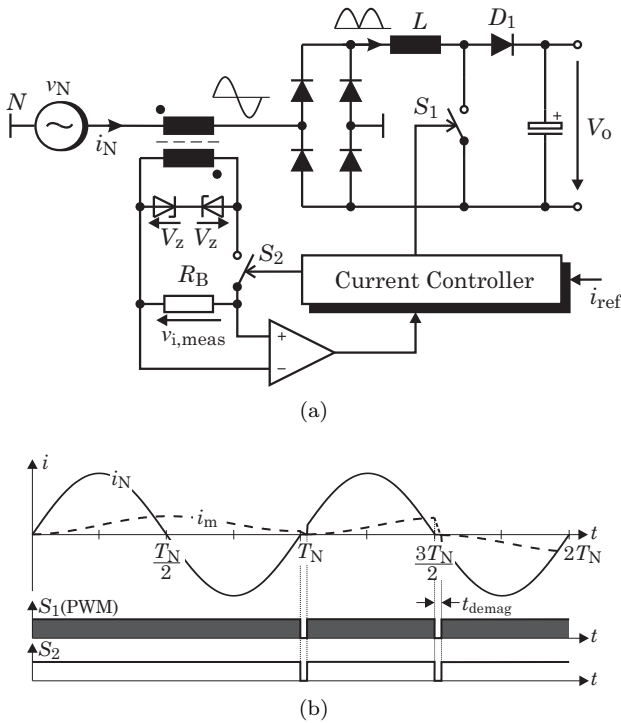 N
v_N
i_N
L
D_1
S_1
+
V_o
V_z V_z
S_2
R_B
v_i,meas
Current Controller
i_ref
+
−
(a)
i
i_N
i_m
T_N/2
T_N
3T_N/2
2T_N
t
S_1(PWM)
t_demag
t
S_2
t
(b)